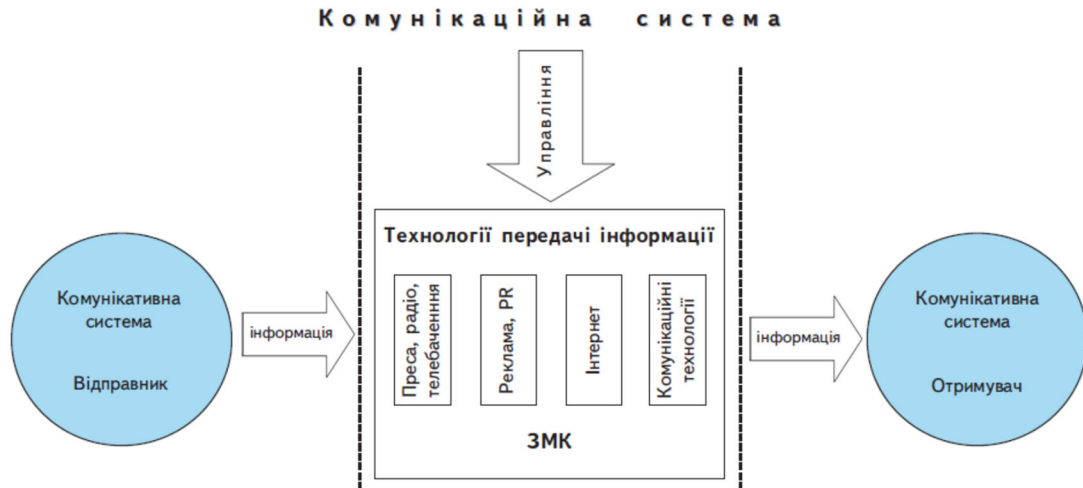 Комунікаційна система
Управління
Технології передачі інформації
Преса, радіо,
телебаченння
Реклама, PR
Інтернет
Комунікаційні
технології
ЗМК
Комунікативна
система
Відправник
інформація
інформація
Комунікативна
система
Отримувач